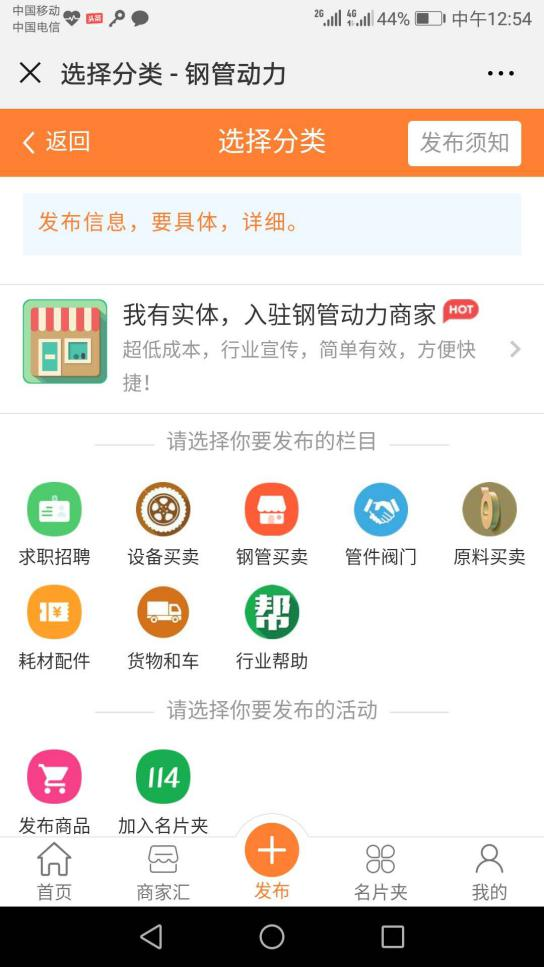 中国移动
中国电信
头条
2G 4G 44% 中午12:54
选择分类 - 钢管动力
返回 选择分类 发布须知
发布信息，要具体，详细。
我有实体，入驻钢管动力商家 HOT
超低成本，行业宣传，简单有效，方便快
捷！
请选择你要发布的栏目
求职招聘 设备买卖 钢管买卖 管件阀门 原料买卖
¥ 帮
耗材配件 货物和车 行业帮助
请选择你要发布的活动
114
发布商品 加入名片夹
首页 商家汇 发布 名片夹 我的